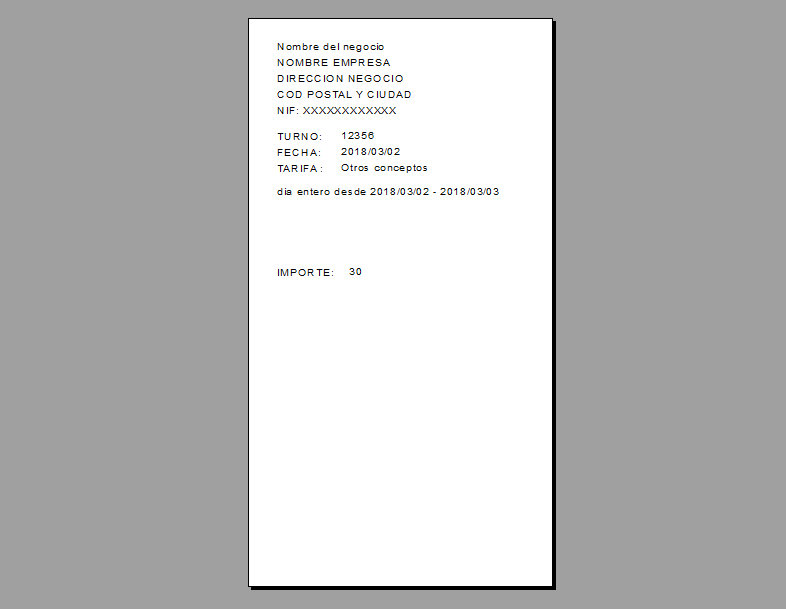 Nombre del negocio
NOMBRE EMPRESA
DIRECCION NEGOCIO
COD POSTAL Y CIUDAD
NIF: XXXXXXXXXXXX
TURNO: 12356
FECHA: 2018/03/02
TARIFA: Otros conceptos
dia entero desde 2018/03/02 - 2018/03/03
IMPORTE: 30